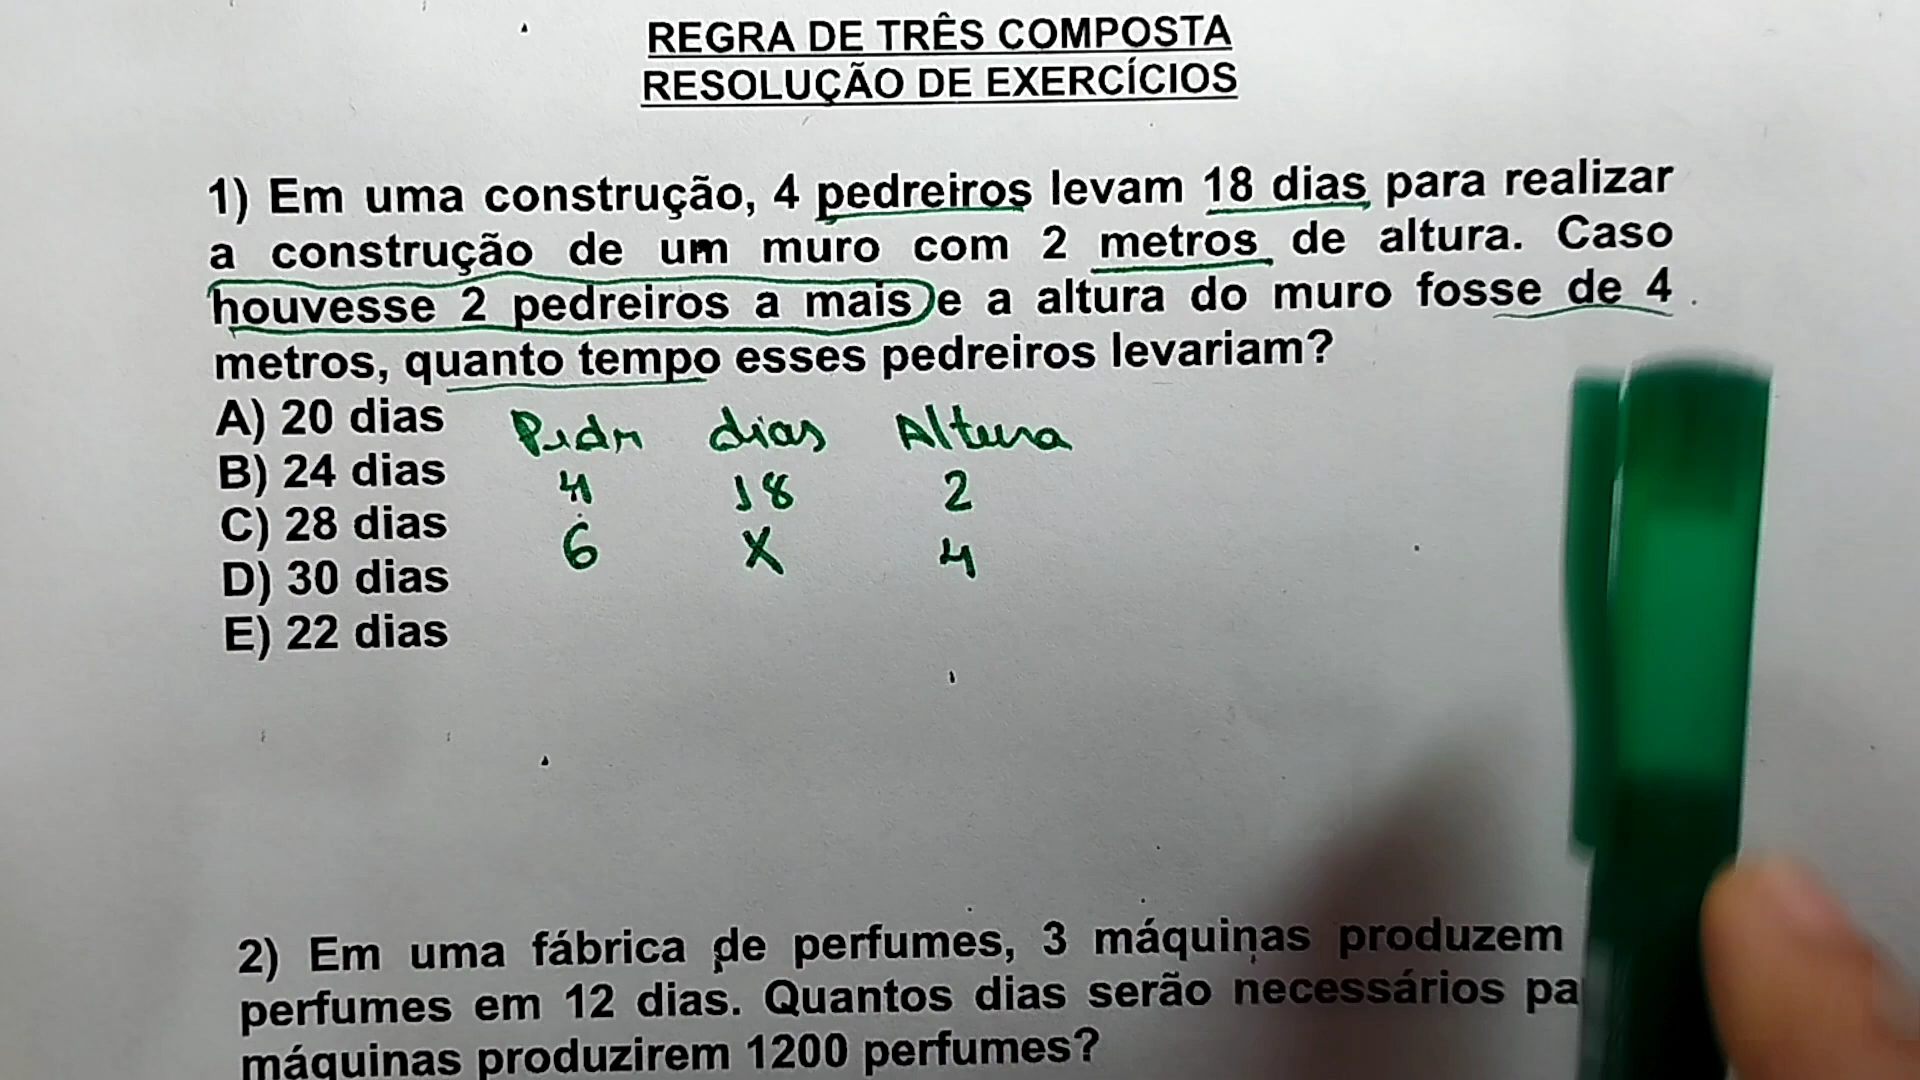 REGRA DE TRÊS COMPOSTA
RESOLUÇÃO DE EXERCÍCIOS
1) Em uma construção, 4 pedreiros levam 18 dias para realizar
a construção de um muro com 2 metros de altura. Caso
houvesse 2 pedreiros a mais e a altura do muro fosse de 4
metros, quanto tempo esses pedreiros levariam?
A) 20 dias
B) 24 dias
C) 28 dias
D) 30 dias
E) 22 dias
Pedr dias Altura
4 18 2
6 X 4
2) Em uma fábrica de perfumes, 3 máquinas produzem
perfumes em 12 dias. Quantos dias serão necessários
máquinas produzirem 1200 perfumes?